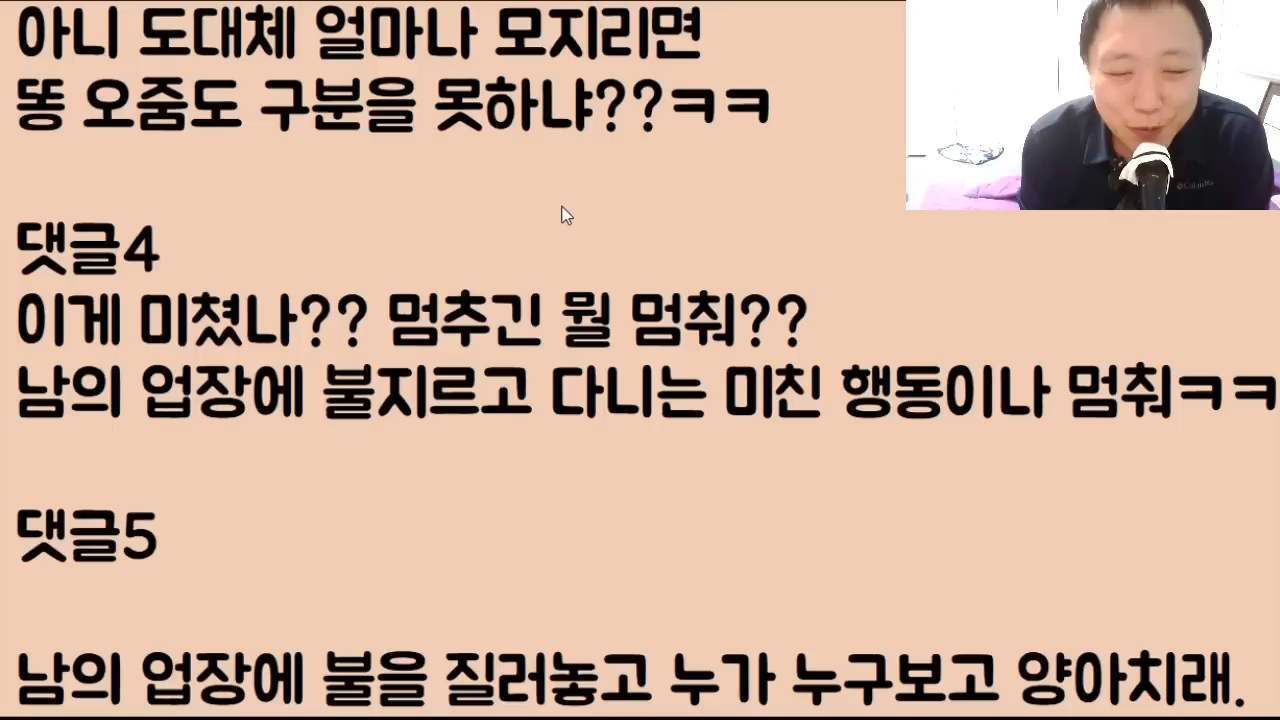 아니 도대체 얼마나 모지리면
똥 오줌도 구분을 못하냐??ㅋㅋ
댓글4
이게 미쳤나?? 멈추긴 뭘 멈춰??
남의 업장에 불지르고 다니는 미친 행동이나 멈춰ㅋㅋ
댓글5
남의 업장에 불을 질러놓고 누가 누구보고 양아치래.
Columbia